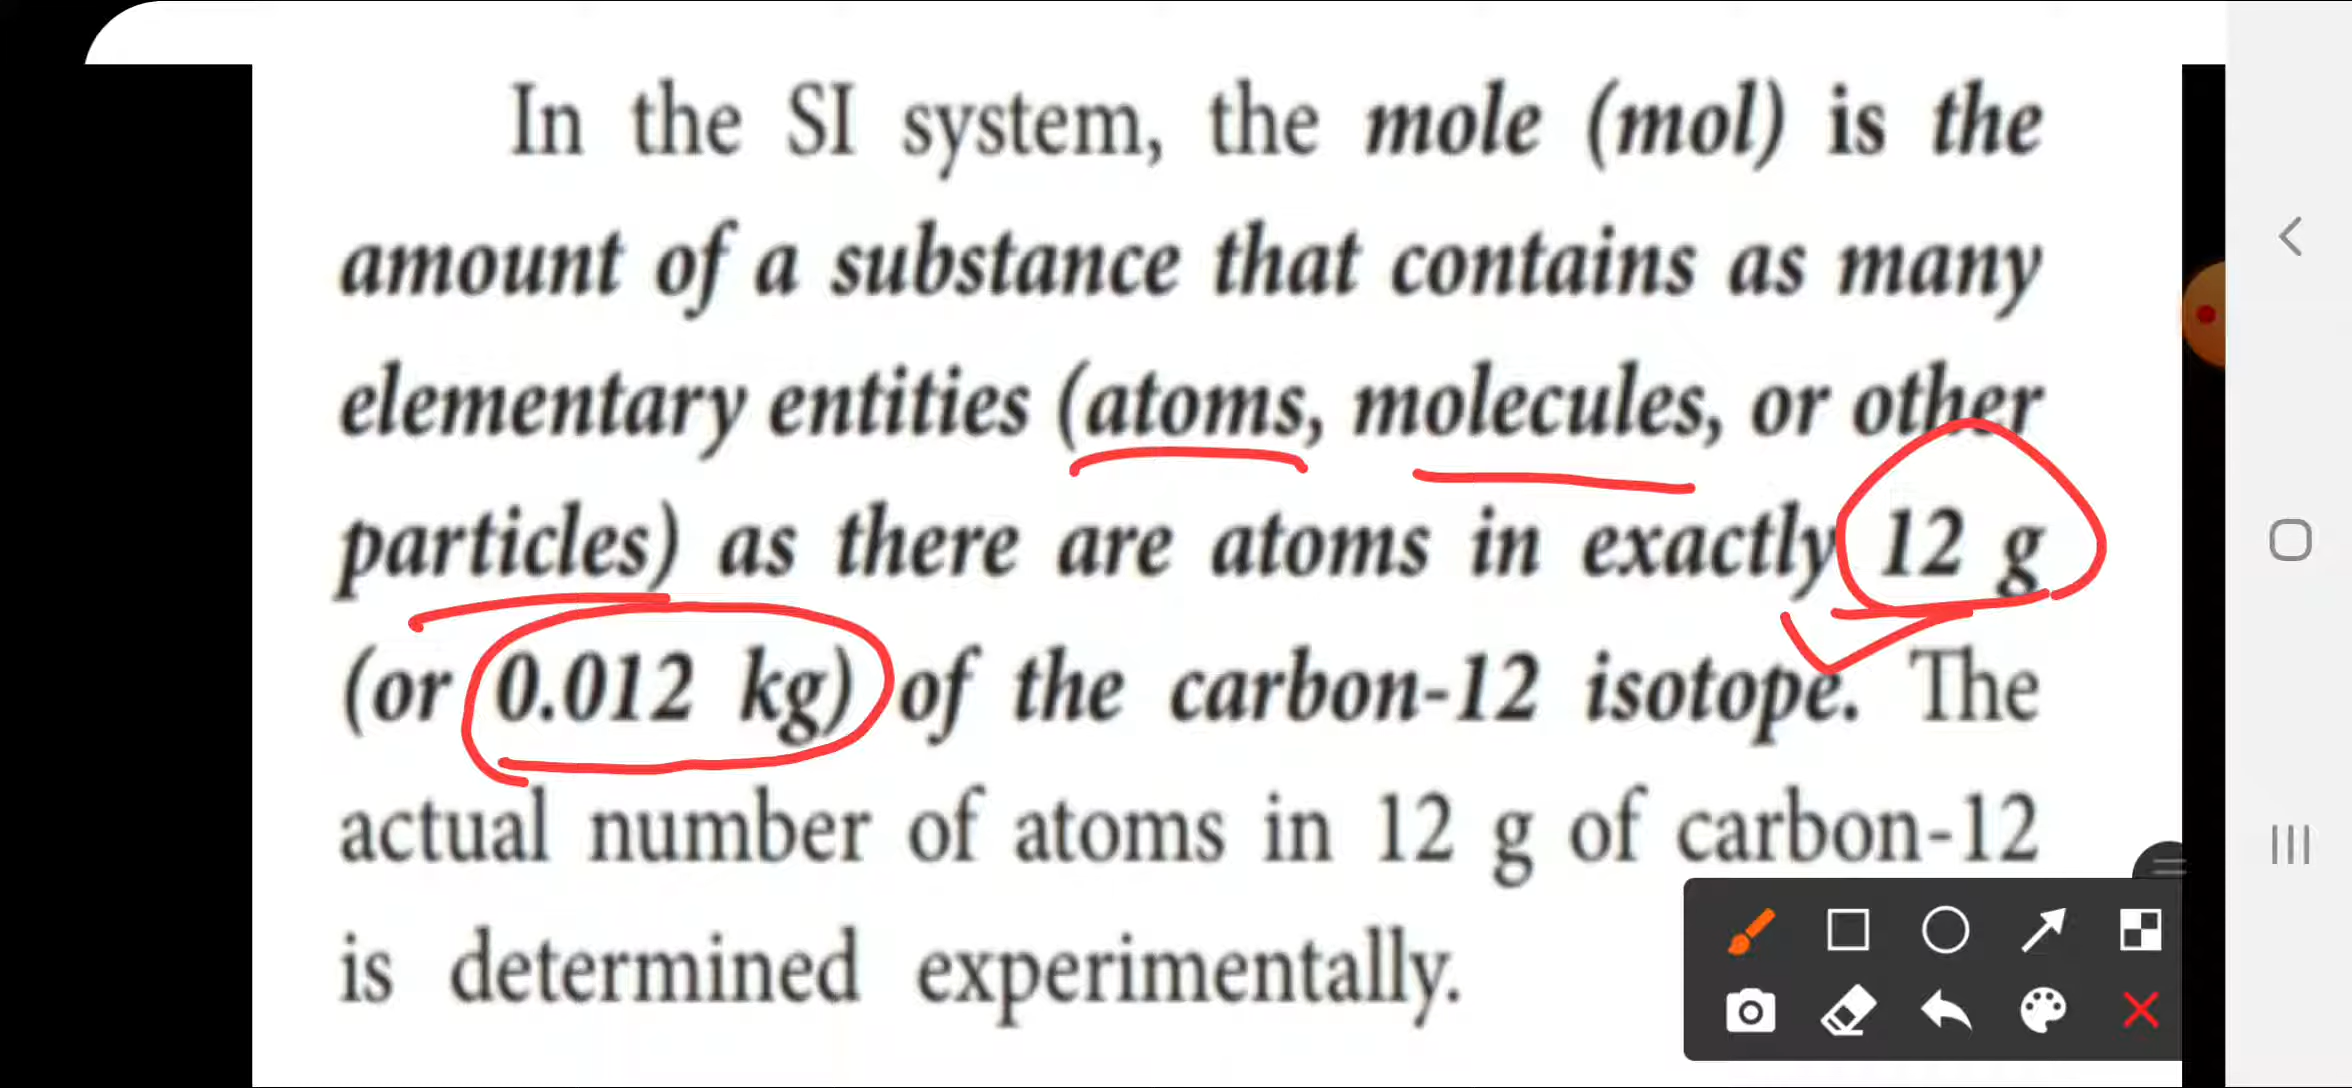 In the SI system, the mole (mol) is the
amount of a substance that contains as many
elementary entities (atoms, molecules, or other
particles) as there are atoms in exactly 12 g
(or 0.012 kg) of the carbon-12 isotope. The
actual number of atoms in 12 g of carbon-12
is determined experimentally.